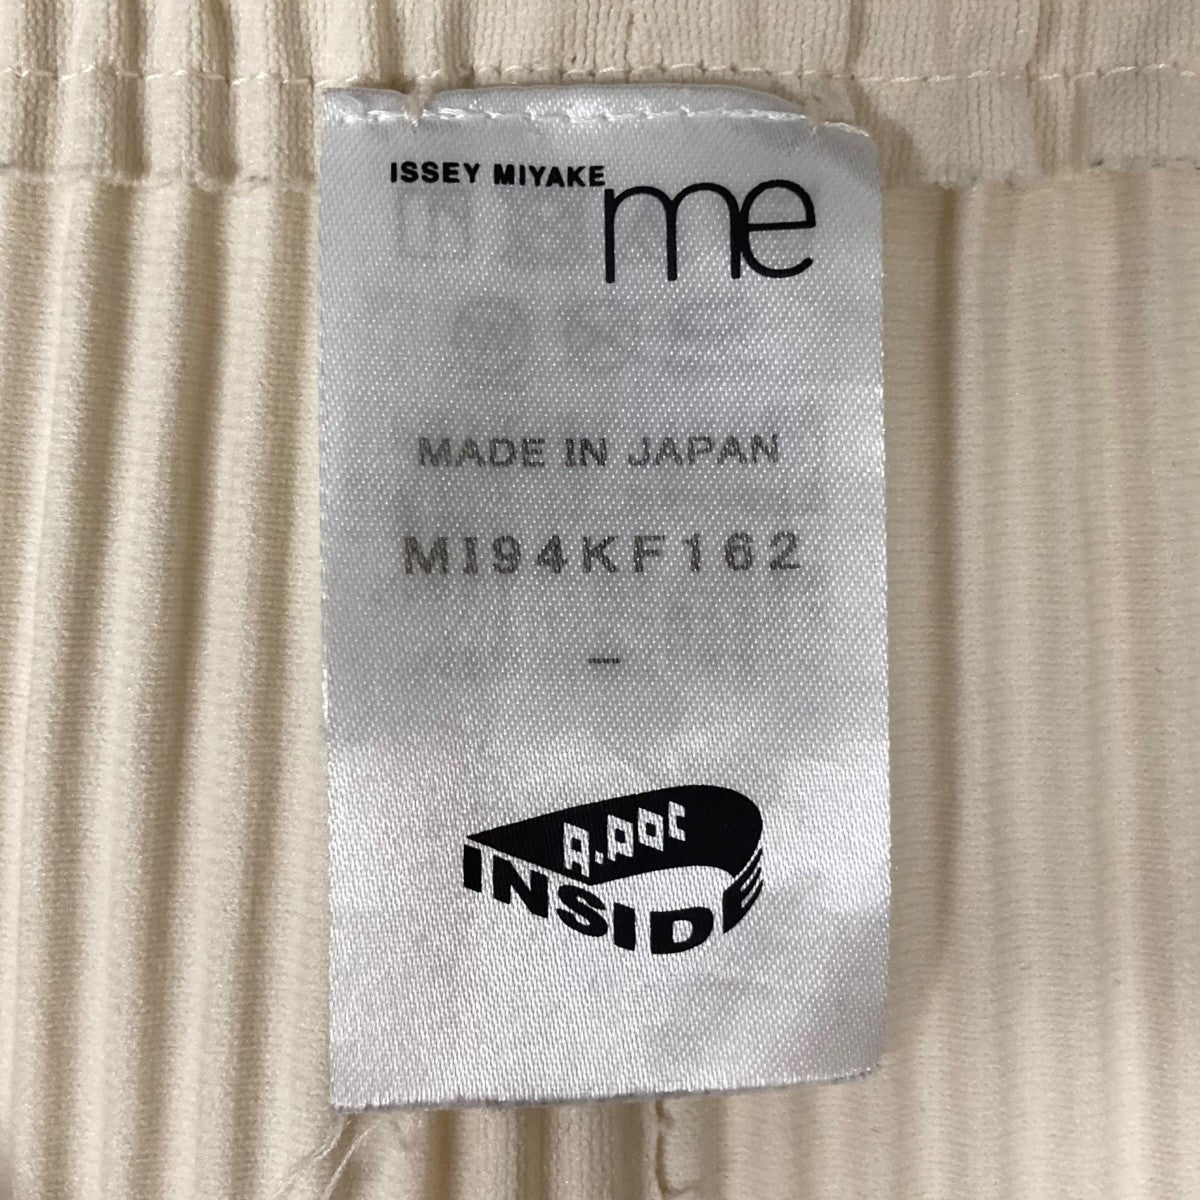 ISSEY MIYAKE
me
MADE IN JAPAN
MI94KF162
-
A.POC
INSIDE